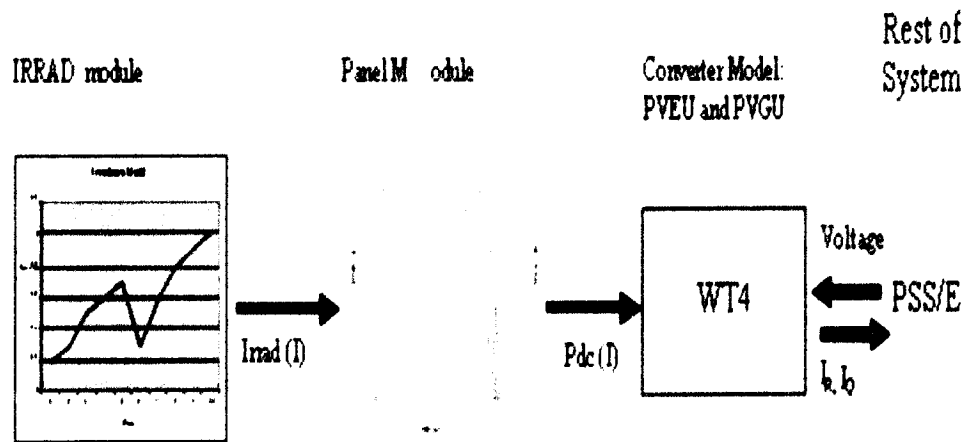 Rest of
System
IRRAD module
Panel M odule
Converter Model:
PVEU and PVGU
Irrad (I)
Pdc (I)
WT4
Voltage
PSS/E